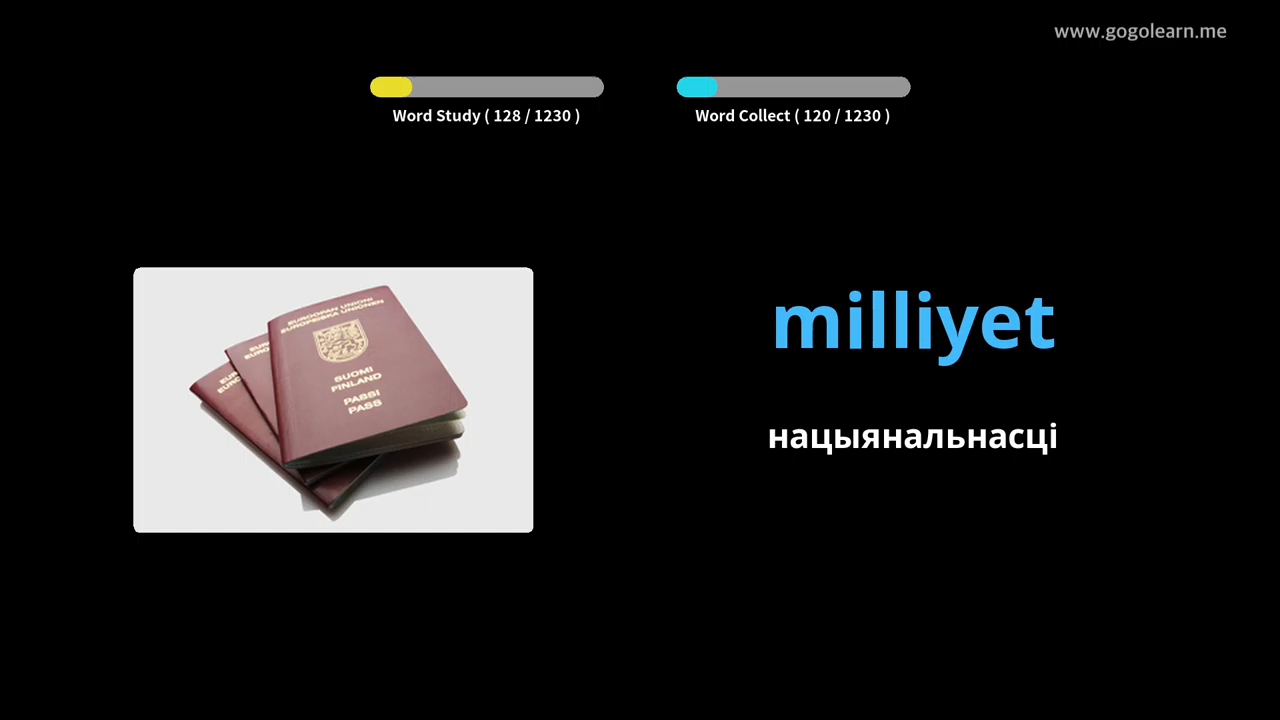 www.gogolearn.me
Word Study ( 128 / 1230 )
Word Collect ( 120 / 1230 )
milliyet
нацыянальнасці
EUROOPAN UNIONI
EUROPEISKA UNIONEN
SUOMI
FINLAND
PASSI
PASS